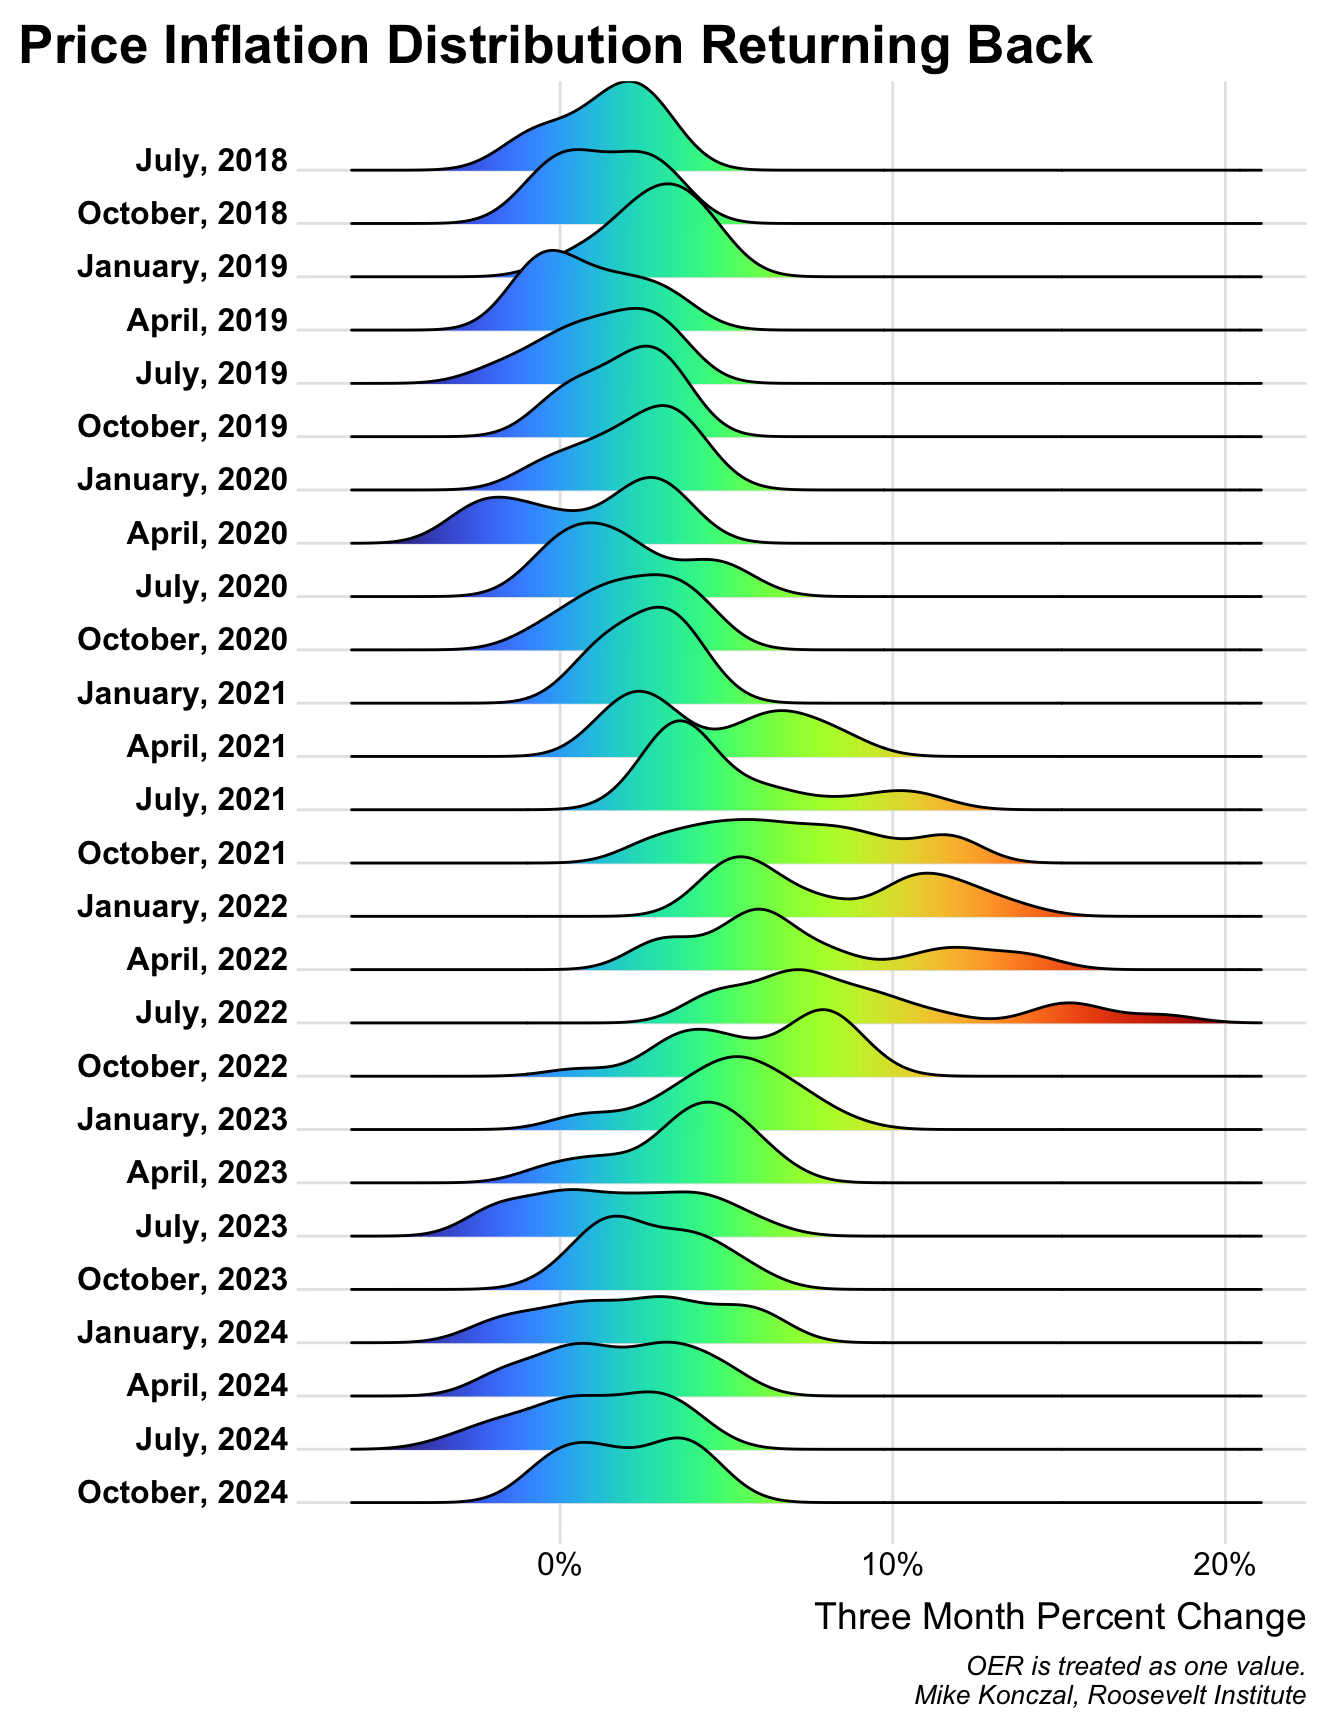 Price Inflation Distribution Returning Back
July, 2018
October, 2018
January, 2019
April, 2019
July, 2019
October, 2019
January, 2020
April, 2020
July, 2020
October, 2020
January, 2021
April, 2021
July, 2021
October, 2021
January, 2022
April, 2022
July, 2022
October, 2022
January, 2023
April, 2023
July, 2023
October, 2023
January, 2024
April, 2024
July, 2024
October, 2024
0% 10% 20%
Three Month Percent Change
OER is treated as one value.
Mike Konczal, Roosevelt Institute